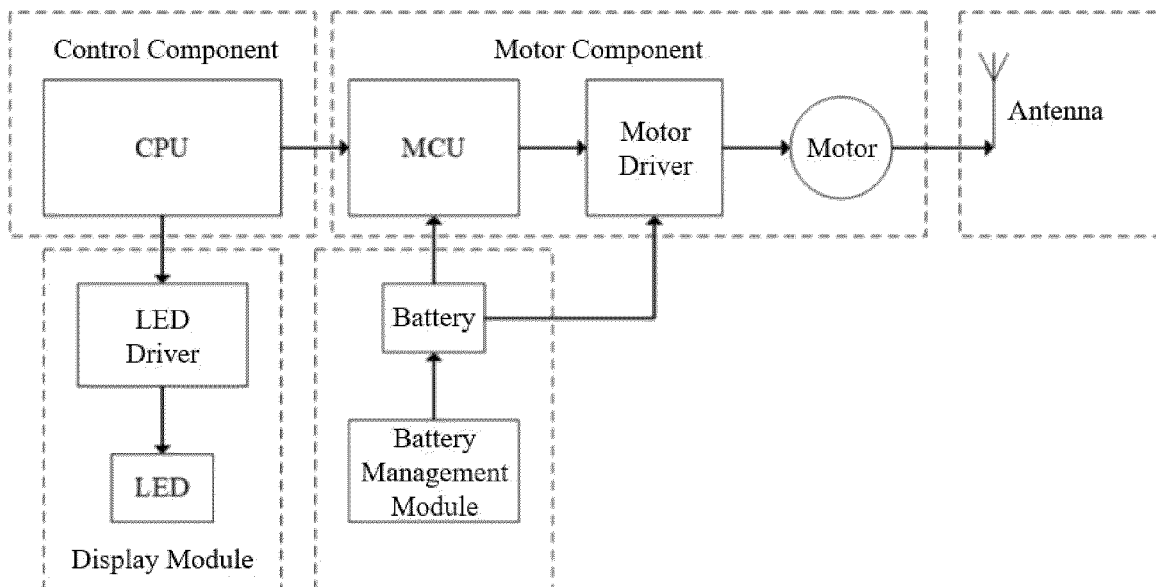 Control Component
Motor Component
CPU
MCU
Motor
Driver
Motor
Antenna
LED
Driver
Battery
LED
Battery
Management
Module
Display Module